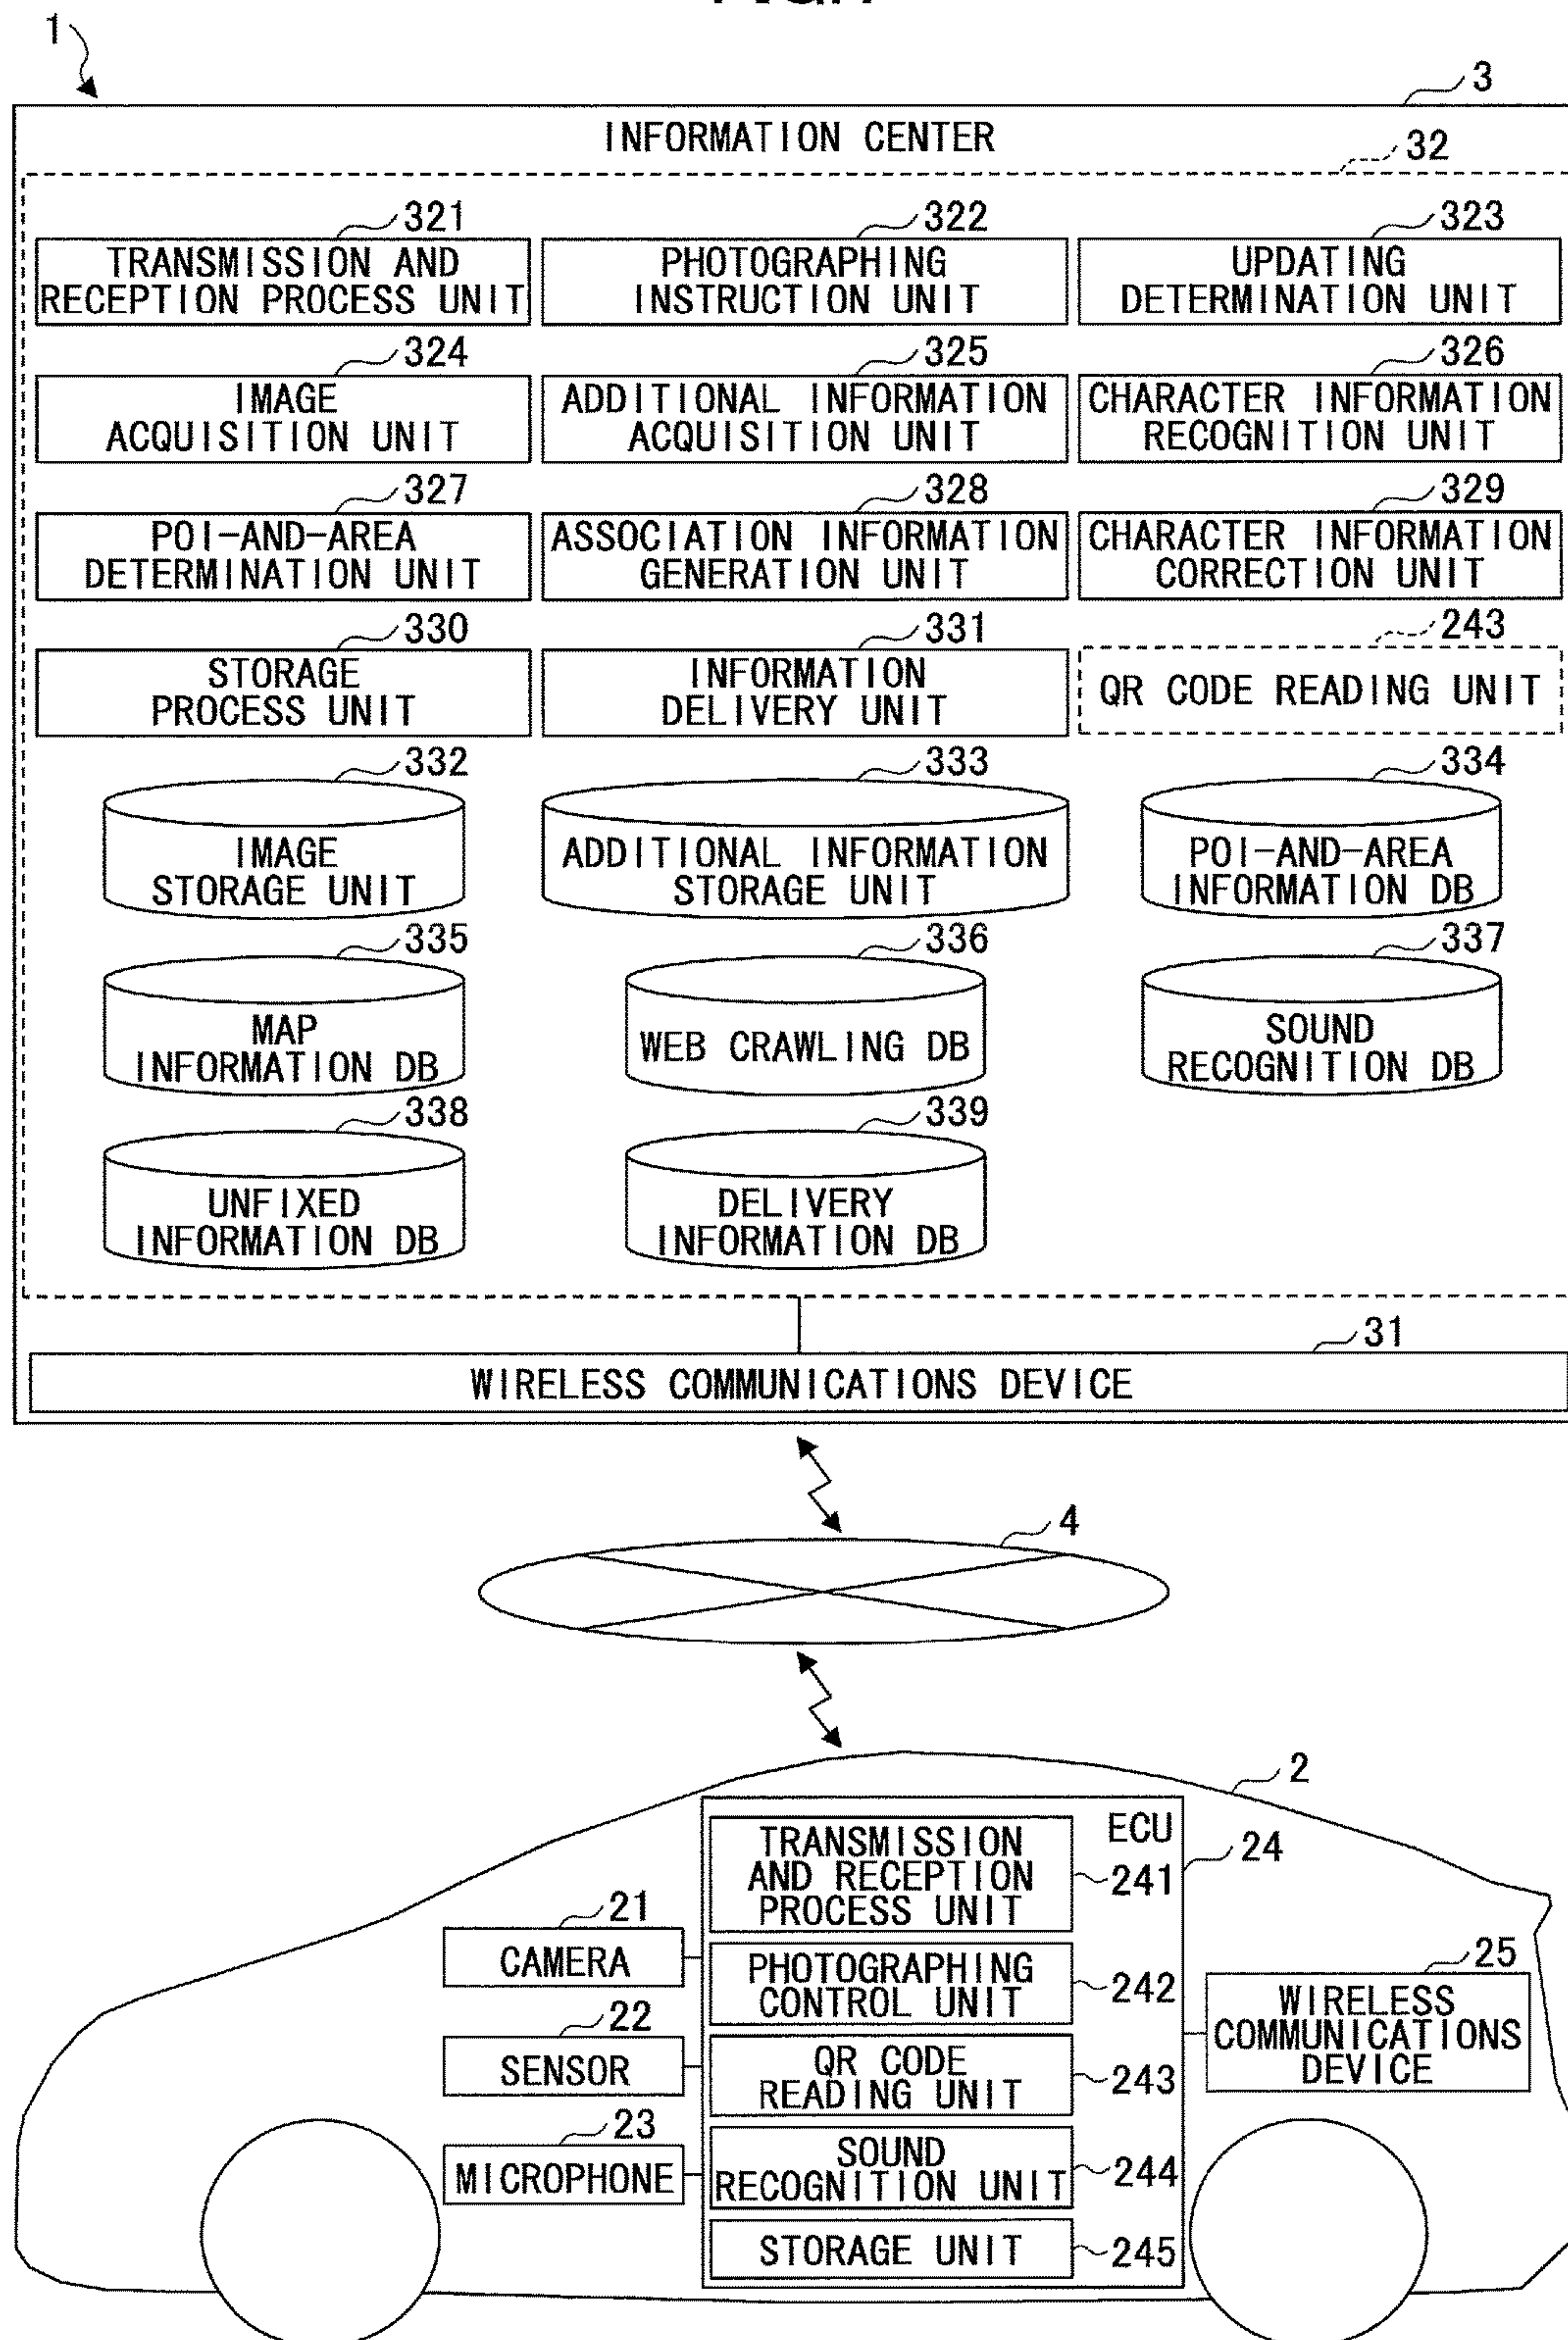 1
3
INFORMATION CENTER
32
321
322
323
TRANSMISSION AND
RECEPTION PROCESS UNIT
PHOTOGRAPHING
INSTRUCTION UNIT
UPDATING
DETERMINATION UNIT
324
325
326
IMAGE
ACQUISITION UNIT
ADDITIONAL INFORMATION
ACQUISITION UNIT
CHARACTER INFORMATION
RECOGNITION UNIT
327
328
329
POI-AND-AREA
DETERMINATION UNIT
ASSOCIATION INFORMATION
GENERATION UNIT
CHARACTER INFORMATION
CORRECTION UNIT
330
331
243
STORAGE
PROCESS UNIT
INFORMATION
DELIVERY UNIT
QR CODE READING UNIT
332
333
334
IMAGE
STORAGE UNIT
ADDITIONAL INFORMATION
STORAGE UNIT
POI-AND-AREA
INFORMATION DB
335
336
337
MAP
INFORMATION DB
WEB CRAWLING DB
SOUND
RECOGNITION DB
338
339
UNFIXED
INFORMATION DB
DELIVERY
INFORMATION DB
31
WIRELESS COMMUNICATIONS DEVICE
4
2
ECU
24
TRANSMISSION
AND RECEPTION
PROCESS UNIT
241
21
CAMERA
PHOTOGRAPHING
CONTROL UNIT
242
25
WIRELESS
COMMUNICATIONS
DEVICE
22
SENSOR
QR CODE
READING UNIT
243
23
MICROPHONE
SOUND
RECOGNITION UNIT
244
STORAGE UNIT
245